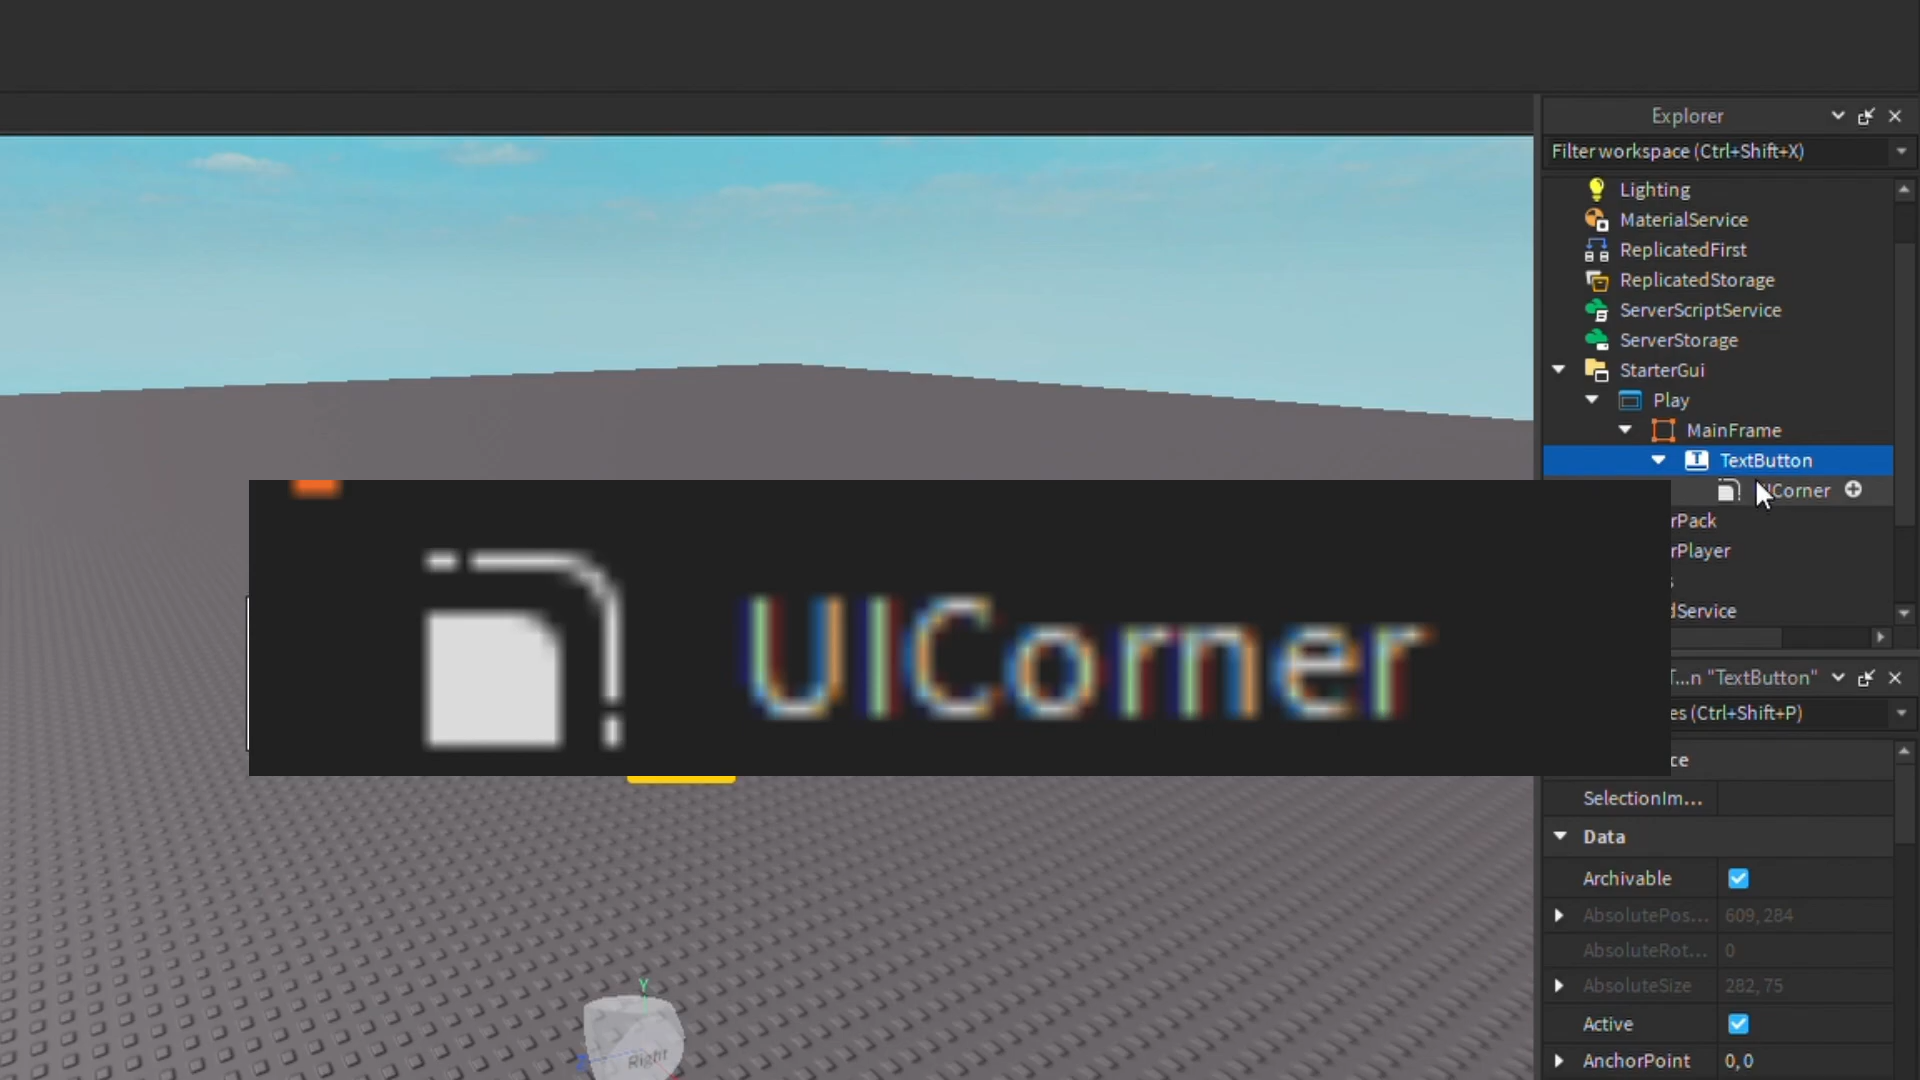 Explorer
Filter workspace (Ctrl+Shift+X)
Lighting
MaterialService
ReplicatedFirst
ReplicatedStorage
ServerScriptService
ServerStorage
StarterGui
Play
MainFrame
TextButton
UICorner
rPack
rPlayer
s
dService
UICorner
T...n "TextButton"
es (Ctrl+Shift+P)
ce
SelectionIm...
Data
Archivable
AbsolutePos... 609, 284
AbsoluteRot... 0
AbsoluteSize 282, 75
Active
AnchorPoint 0, 0
Y
Z
Right